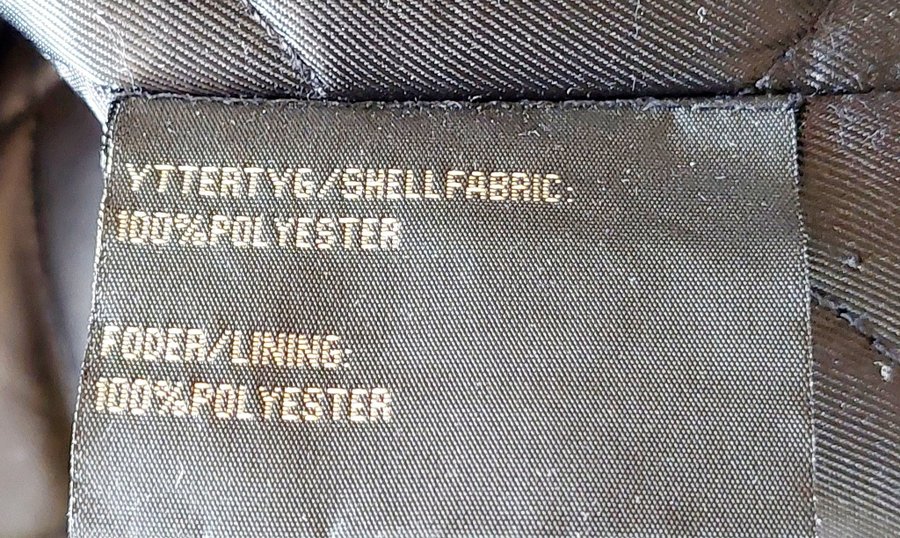 YTTERTYG/SHELLFABRIC:
100%POLYESTER
FODER/LINING:
100%POLYESTER